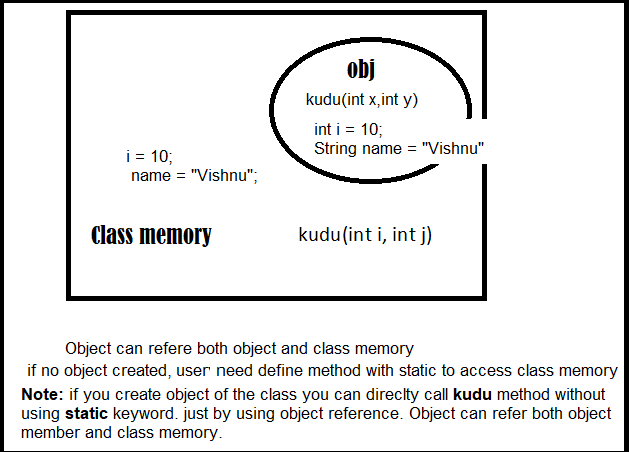 obj
kudu(int x,int y)
int i = 10;
String name = "Vishnu"
i = 10;
name = "Vishnu";
Class memory
kudu(int i, int j)
Object can refere both object and class memory
if no object created, user need define method with static to access class memory
Note: if you create object of the class you can direclty call kudu method without
using static keyword. just by using object reference. Object can refer both object
member and class memory.